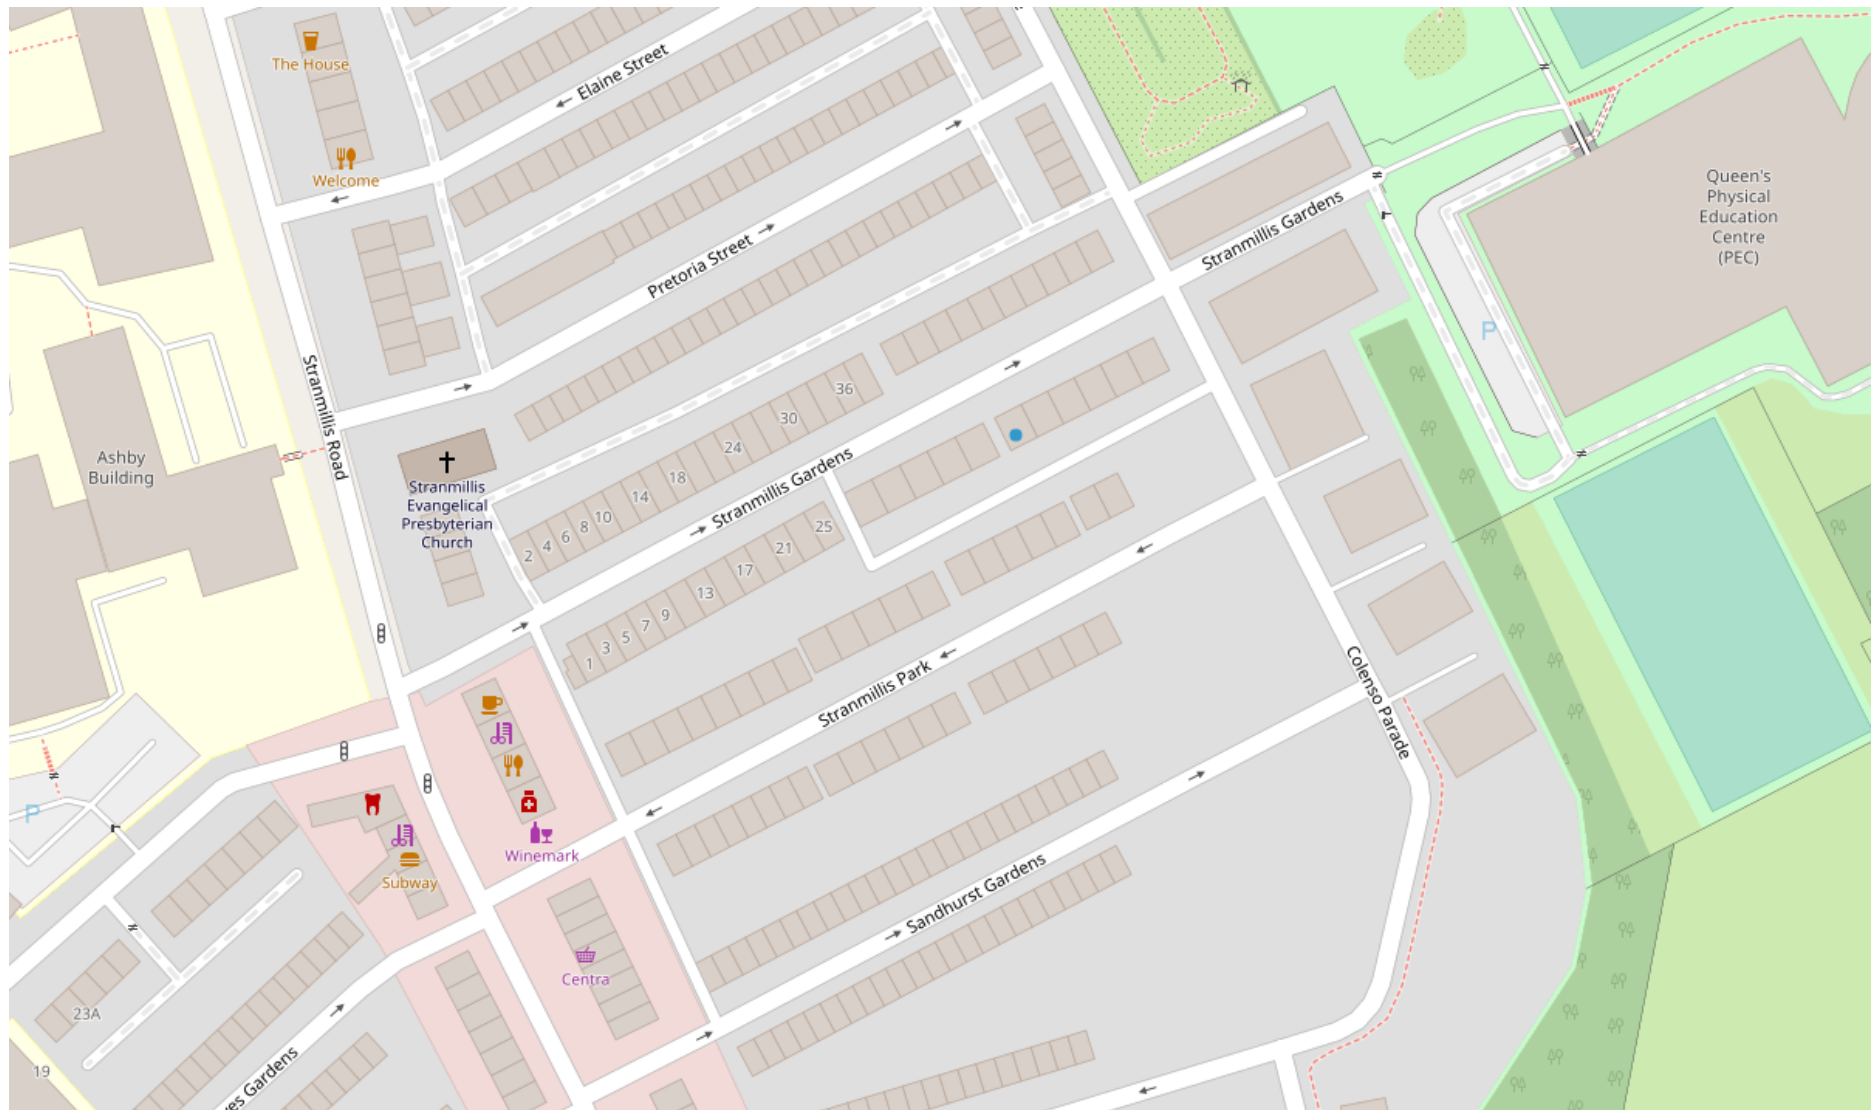 The House
Elaine Street
Welcome
Queen's
Physical
Education
Centre
(PEC)
Stranmillis Gardens
Pretoria Street
P
Stranmillis Road
36
30
24
18
14
10
8
6
4
2
Ashby
Building
Stranmillis
Evangelical
Presbyterian
Church
Stranmillis Gardens
25
21
17
13
9
7
5
3
1
Stranmillis Park
Colenso Parade
P
Winemark
Subway
Sandhurst Gardens
Centra
23A
19
es Gardens